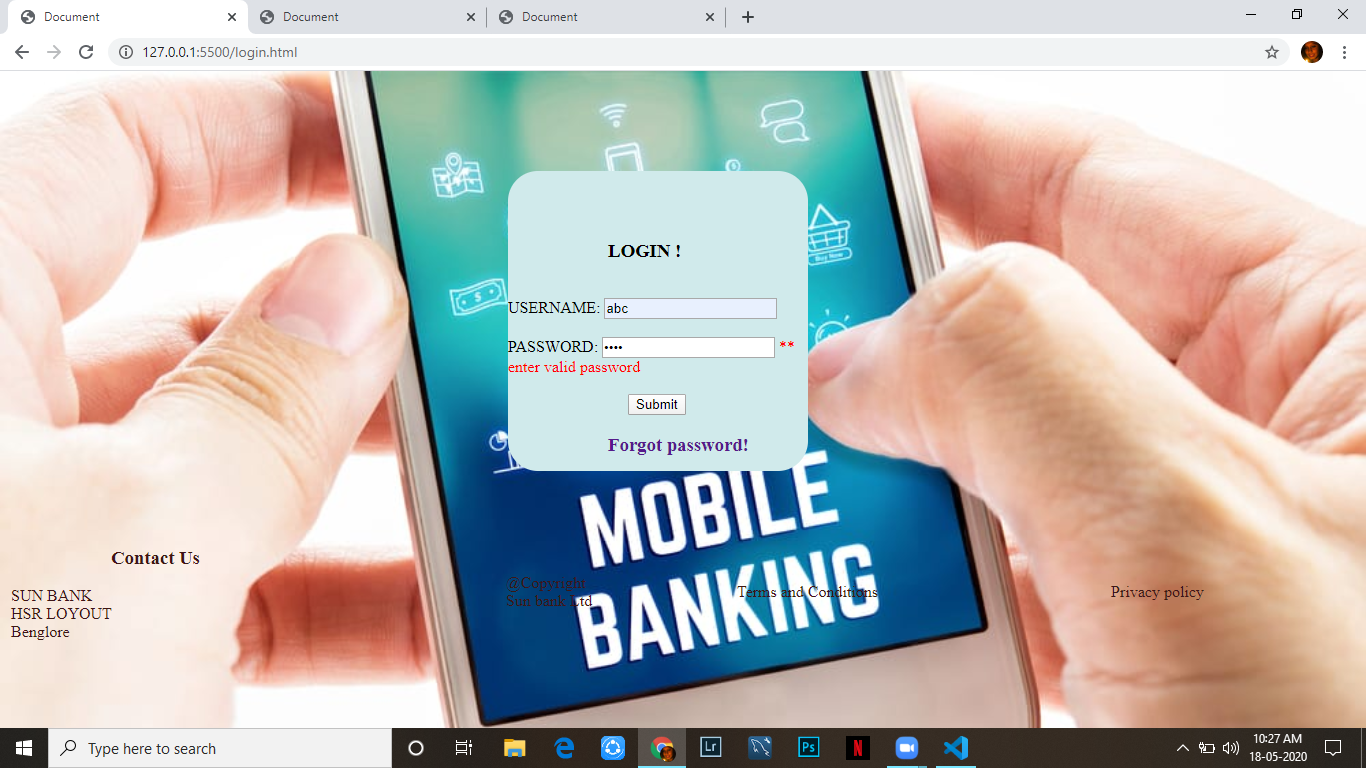 Document
Document
Document
127.0.0.1:5500/login.html
Buy Now
LOGIN !
USERNAME: abc
PASSWORD: •••• **
enter valid password
Submit
Forgot password!
MOBILE
BANKING
Contact Us
SUN BANK
HSR LOYOUT
Benglore
@Copyright
Sun bank Ltd
Terms and Conditions
Privacy policy
Type here to search
Lr
Ps
N
10:27 AM
18-05-2020